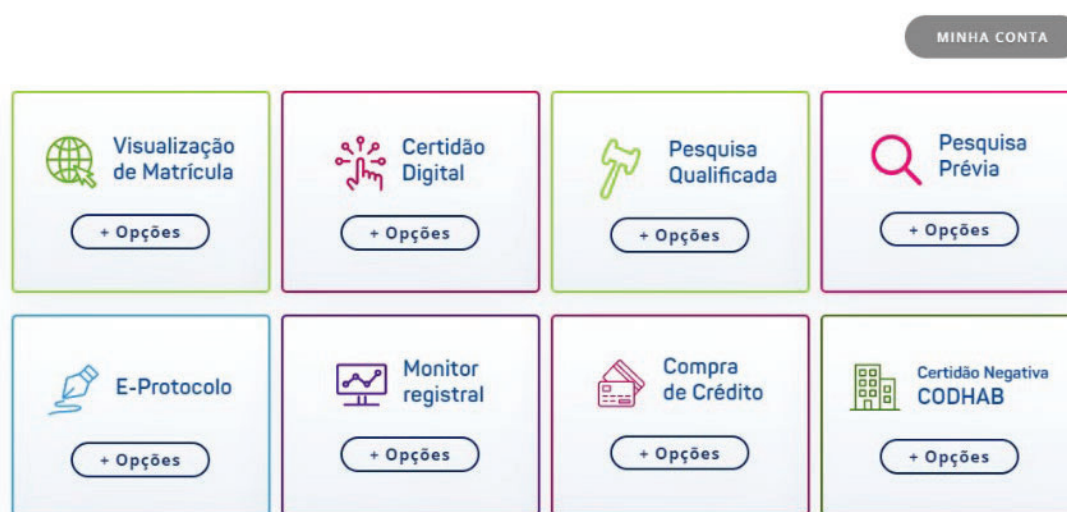 MINHA CONTA
Visualização
de Matrícula
+ Opções
Certidão
Digital
+ Opções
Pesquisa
Qualificada
+ Opções
Pesquisa
Prévia
+ Opções
E-Protocolo
+ Opções
Monitor
registral
+ Opções
Compra
de Crédito
+ Opções
Certidão Negativa
CODHAB
+ Opções